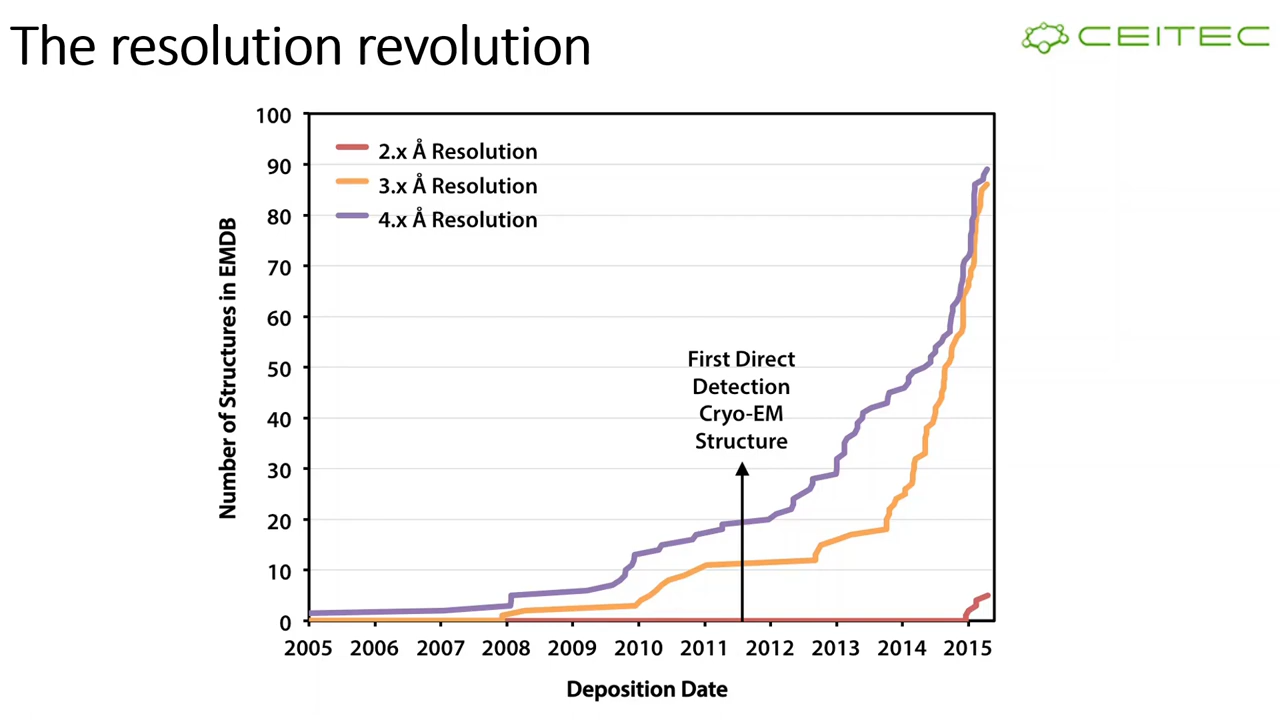 The resolution revolution
CEITEC
100
90
80
70
60
50
40
30
20
10
0
Number of Structures in EMDB
2.x Å Resolution
3.x Å Resolution
4.x Å Resolution
First Direct
Detection
Cryo-EM
Structure
2005 2006 2007 2008 2009 2010 2011 2012 2013 2014 2015
Deposition Date